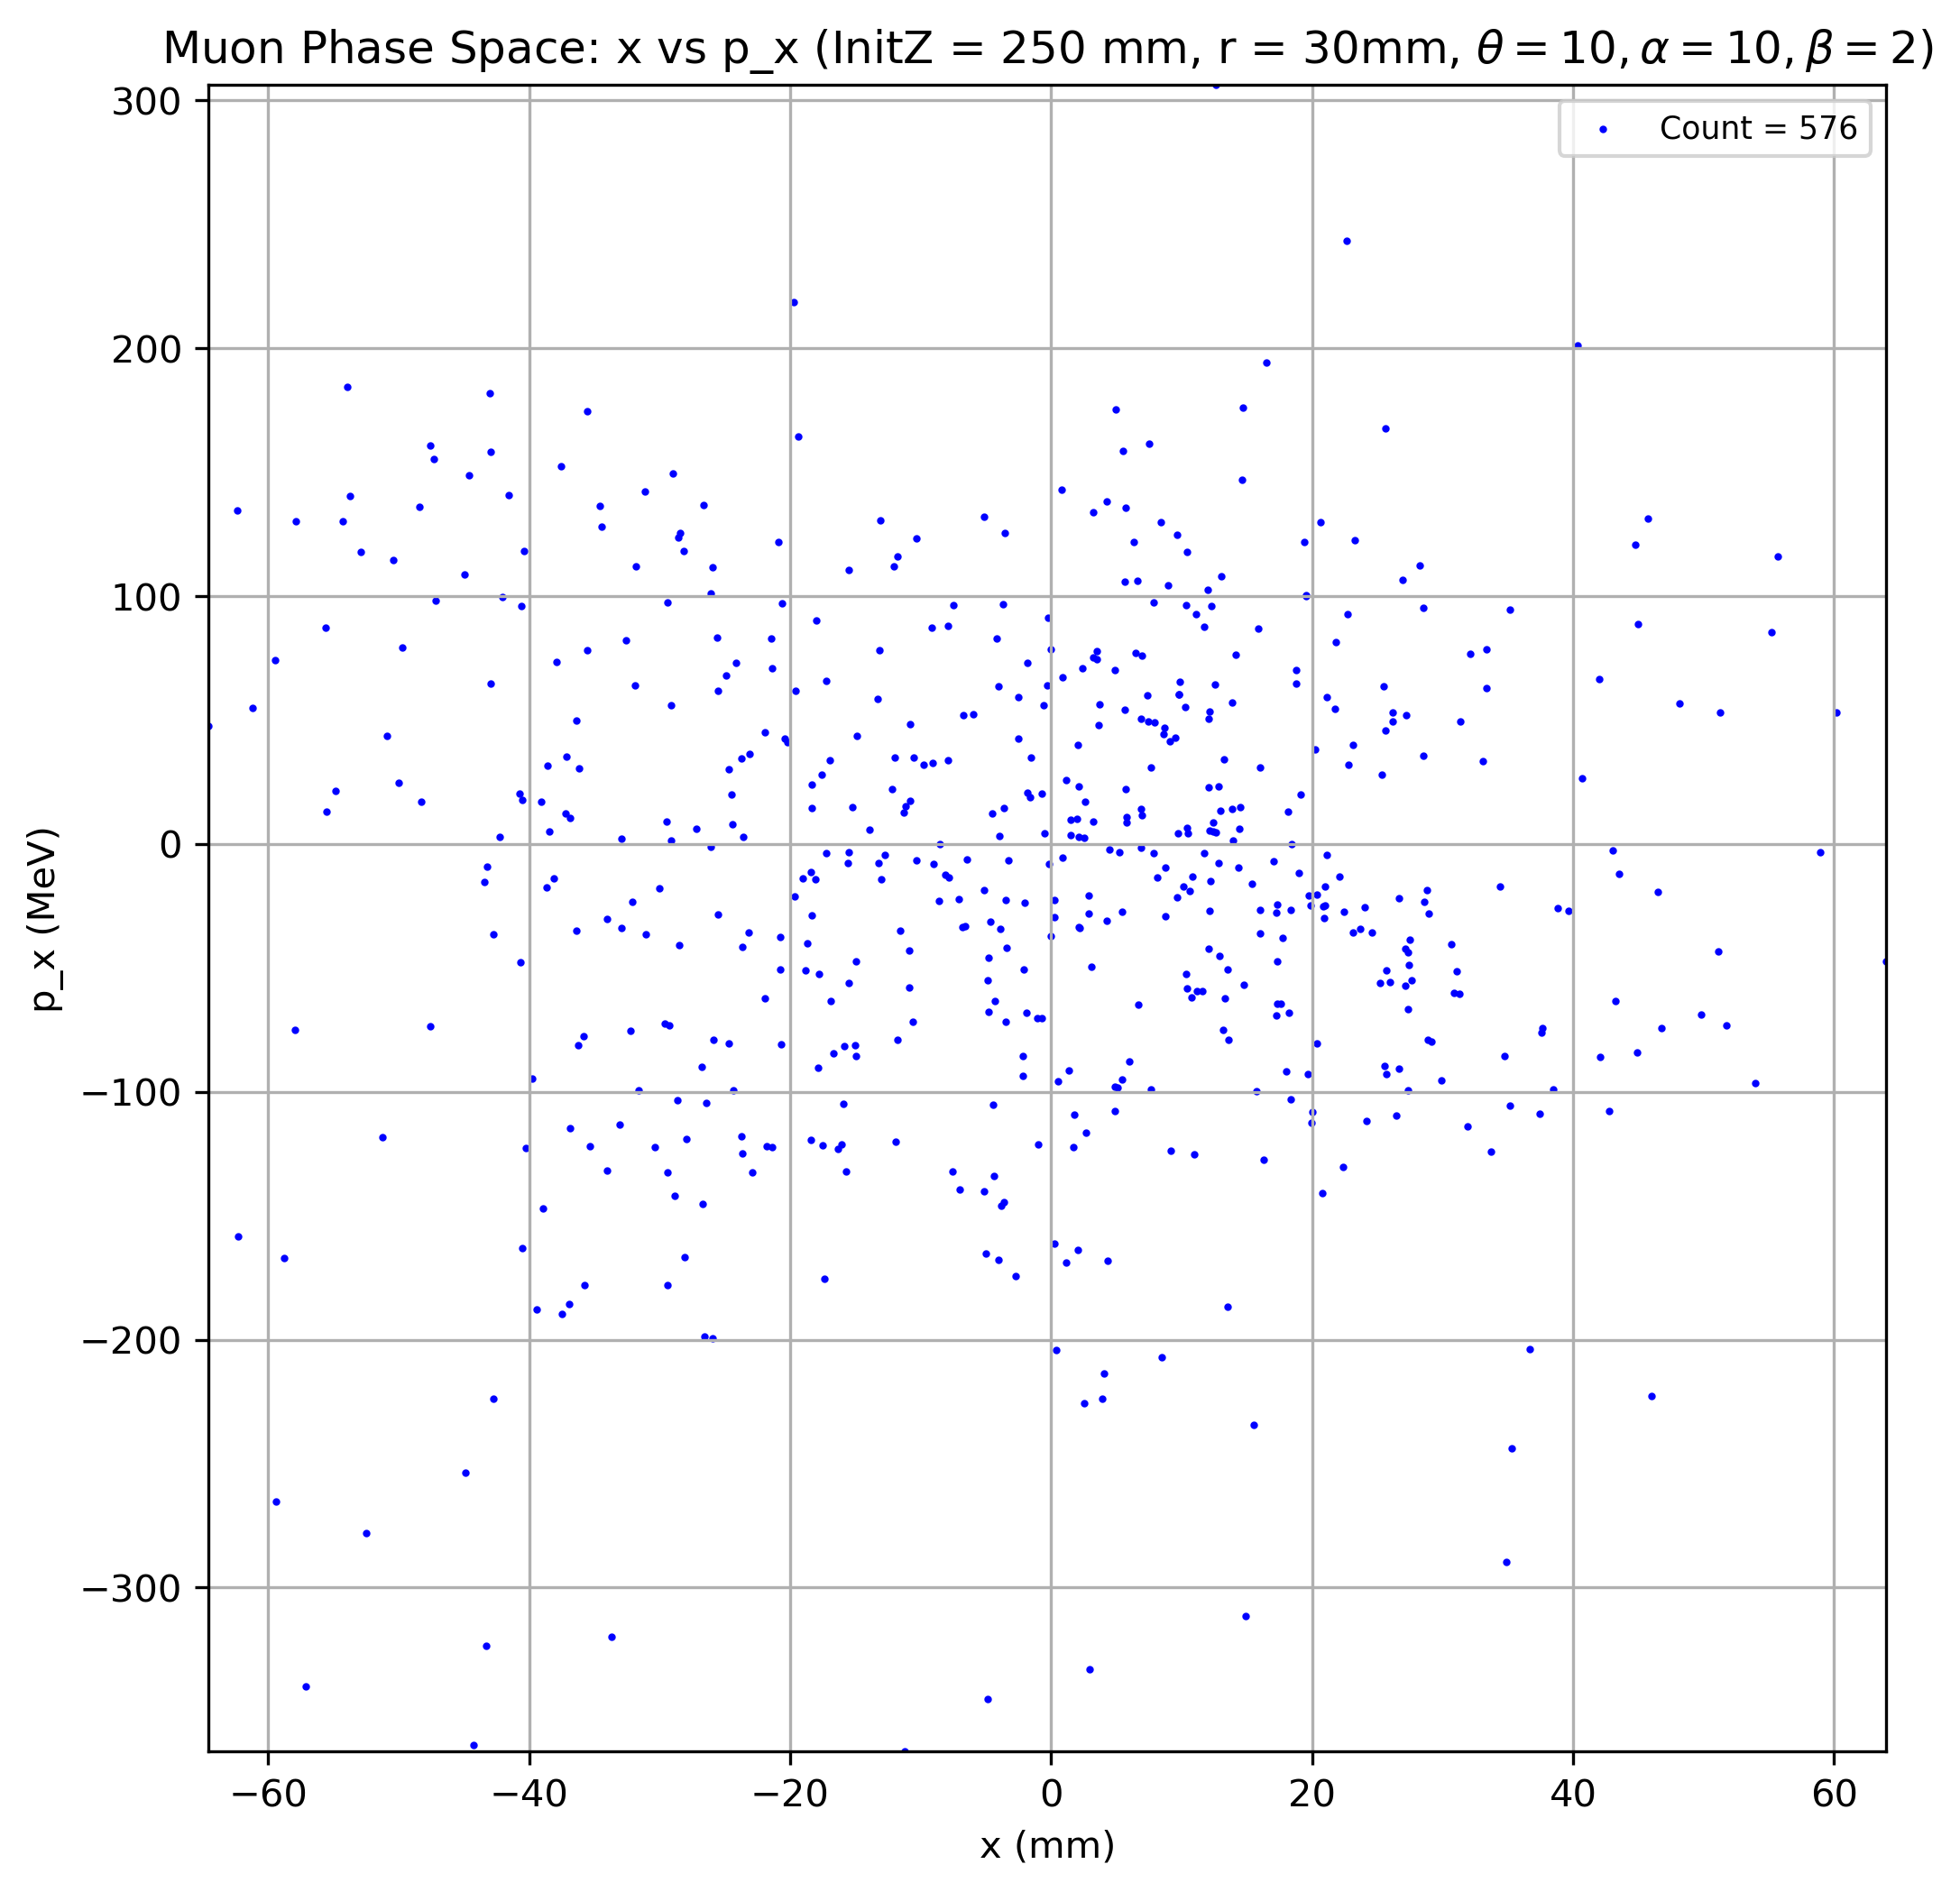 Muon Phase Space: x vs p_x (InitZ = 250 mm, r = 30mm, θ = 10, α = 10, β = 2)
Count = 576
300
200
100
0
−100
−200
−300
p_x (MeV)
−60 −40 −20 0 20 40 60
x (mm)